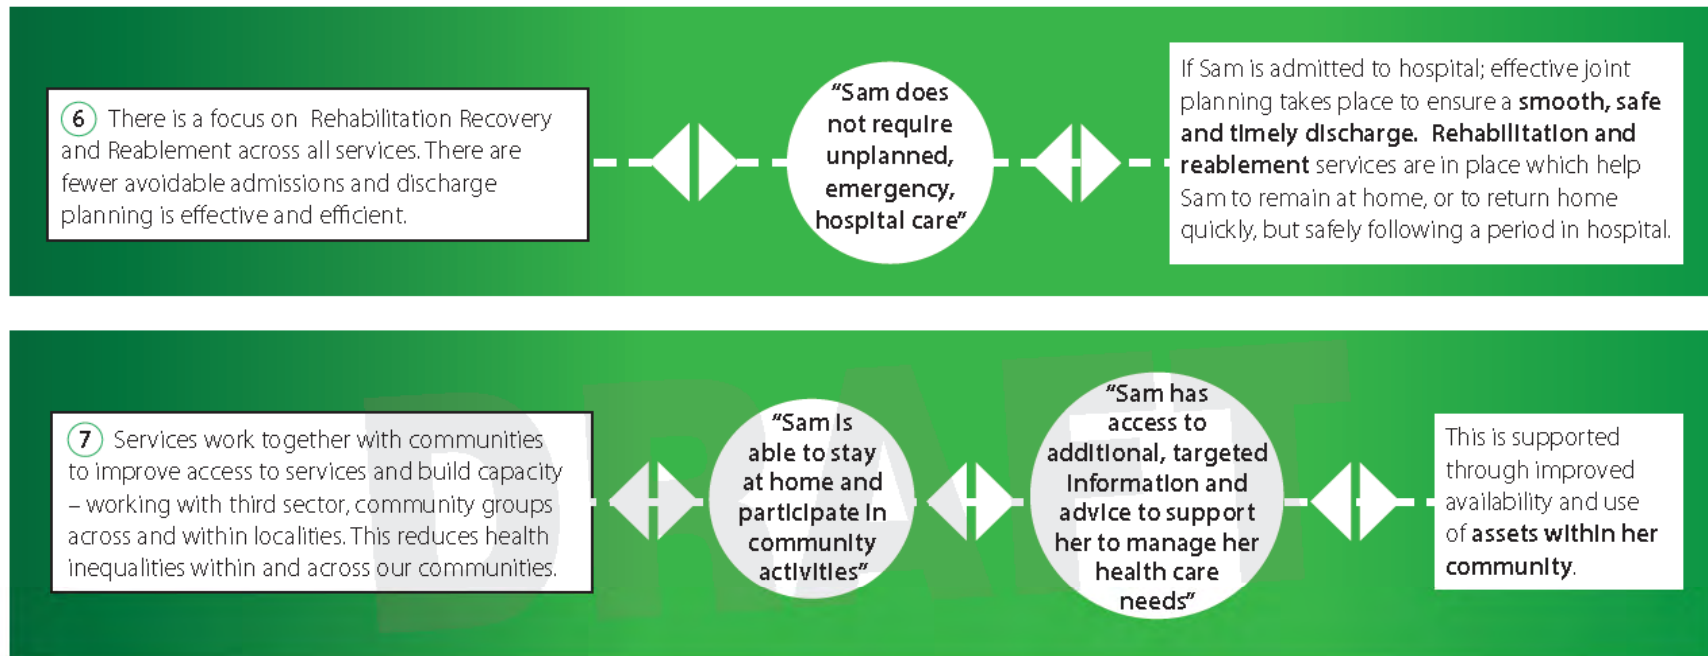 6 There is a focus on Rehabilitation Recovery
and Reablement across all services. There are
fewer avoidable admissions and discharge
planning is effective and efficient.
“Sam does
not require
unplanned,
emergency,
hospital care”
If Sam is admitted to hospital; effective joint
planning takes place to ensure a smooth, safe
and timely discharge. Rehabilitation and
reablement services are in place which help
Sam to remain at home, or to return home
quickly, but safely following a period in hospital.
7 Services work together with communities
to improve access to services and build capacity
– working with third sector, community groups
across and within localities. This reduces health
inequalities within and across our communities.
“Sam is
able to stay
at home and
participate in
community
activities”
“Sam has
access to
additional, targeted
information and
advice to support
her to manage her
health care
needs”
This is supported
through improved
availability and use
of assets within her
community.
DRAFT